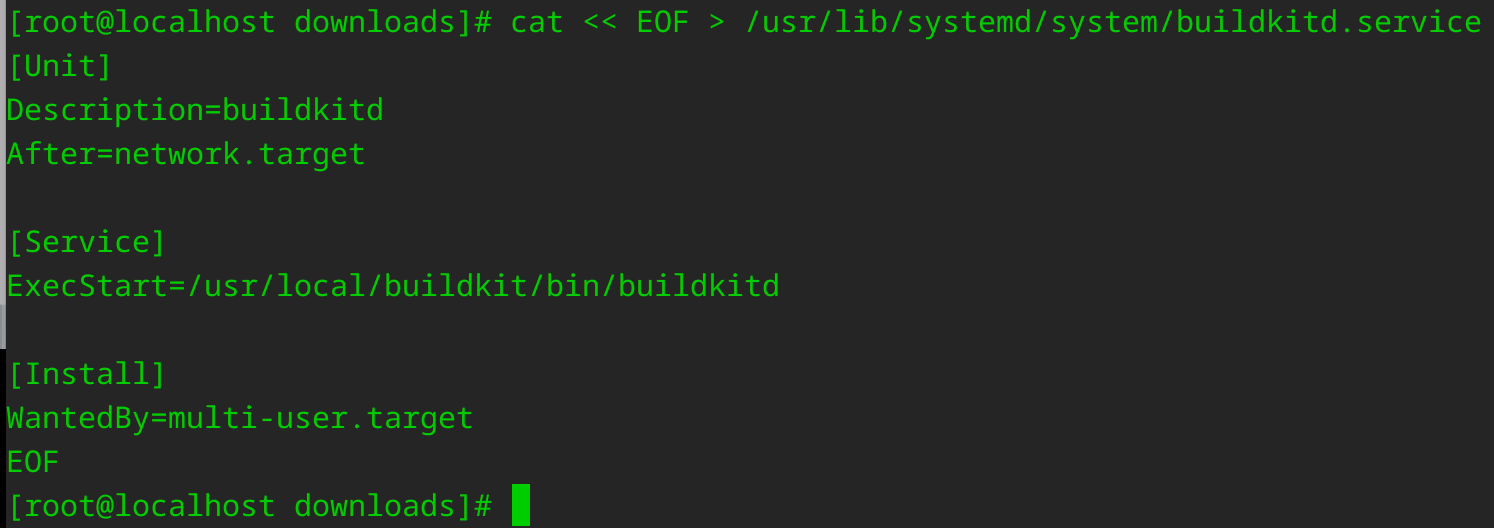 [root@localhost downloads]# cat << EOF > /usr/lib/systemd/system/buildkitd.service
[Unit]
Description=buildkitd
After=network.target

[Service]
ExecStart=/usr/local/buildkit/bin/buildkitd

[Install]
WantedBy=multi-user.target
EOF
[root@localhost downloads]#